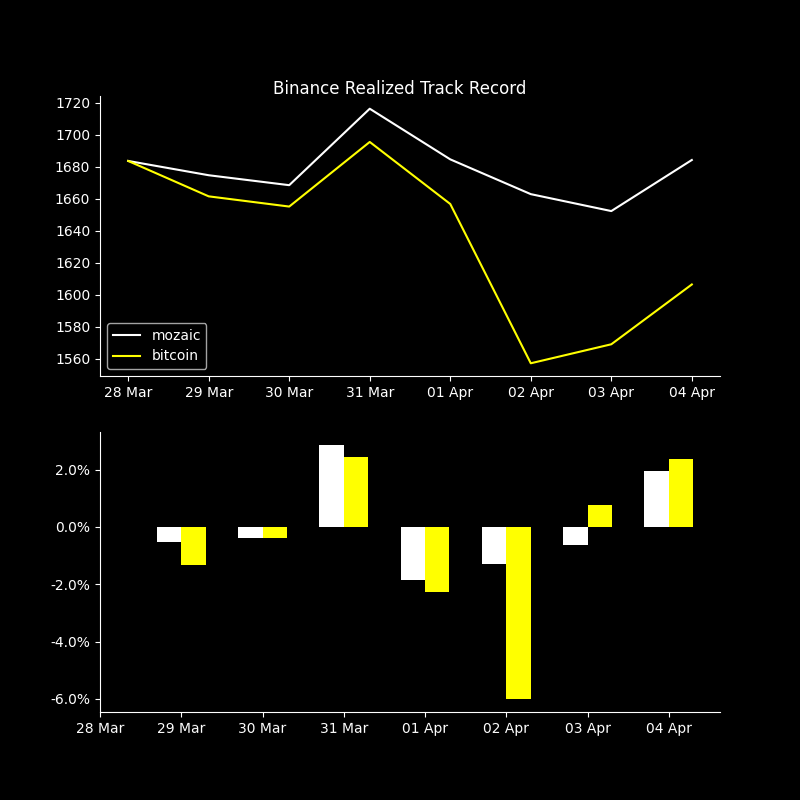 Binance Realized Track Record
1720
1700
1680
1660
1640
1620
1600
1580
1560
mozaic
bitcoin
28 Mar 29 Mar 30 Mar 31 Mar 01 Apr 02 Apr 03 Apr 04 Apr
2.0%
0.0%
-2.0%
-4.0%
-6.0%
28 Mar 29 Mar 30 Mar 31 Mar 01 Apr 02 Apr 03 Apr 04 Apr